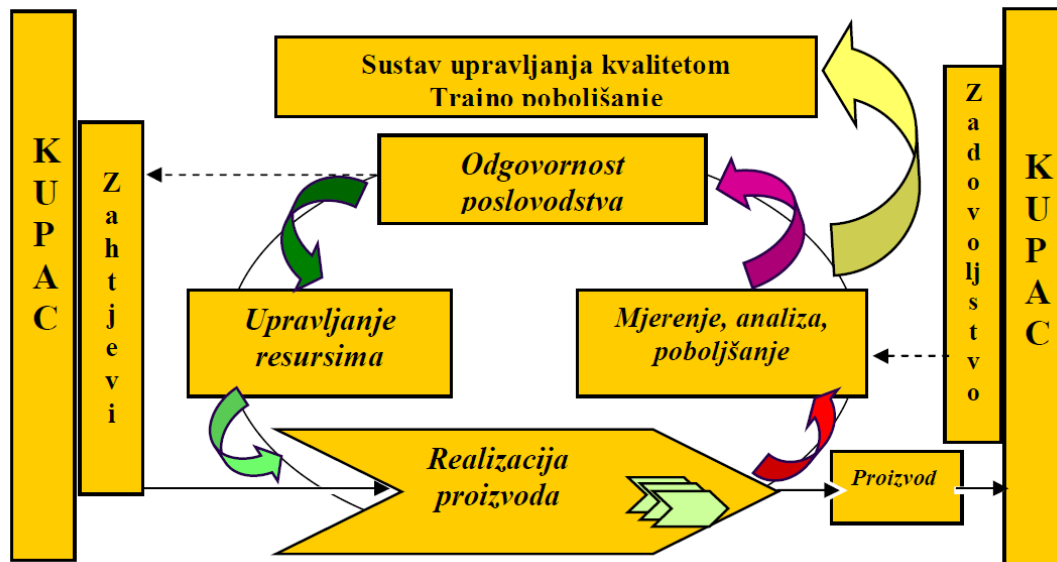 KUPAC
Zahtjevi
Sustav upravljanja kvalitetom
Trajno poboljšanje
Odgovornost
poslovodstva
Upravljanje
resursima
Mjerenje, analiza,
poboljšanje
Realizacija
proizvoda
Proizvod
Zadovoljstvo
KUPAC